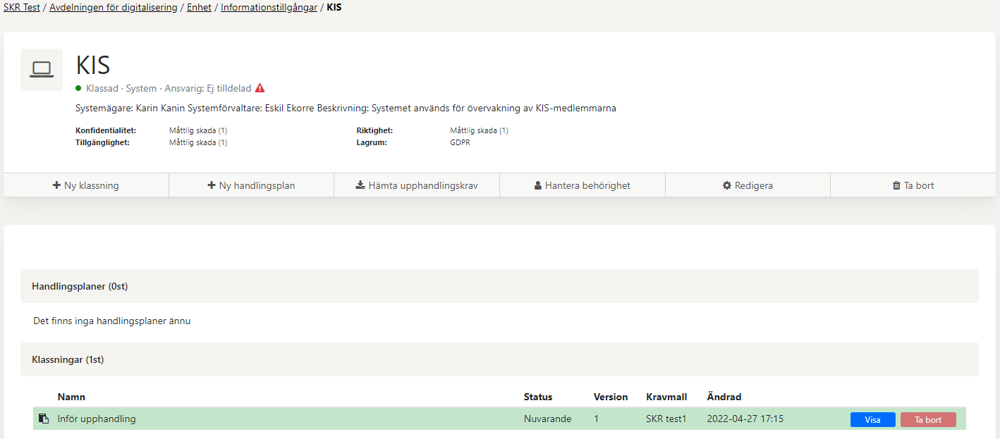 SKR Test / Avdelningen för digitalisering / Enhet / Informationstillgångar / KIS
KIS
Klassad · System · Ansvarig: Ej tilldelad
Systemägare: Karin Kanin Systemförvaltare: Eskil Ekorre Beskrivning: Systemet används för övervakning av KIS-medlemmarna
Konfidentialitet: Måttlig skada (1) Riktighet: Måttlig skada (1)
Tillgänglighet: Måttlig skada (1) Lagrum: GDPR
Ny klassning Ny handlingsplan Hämta upphandlingskrav Hantera behörighet Redigera Ta bort
Handlingsplaner (0st)
Det finns inga handlingsplaner ännu
Klassningar (1st)
Namn Status Version Kravmall Ändrad
Inför upphandling Nuvarande 1 SKR test1 2022-04-27 17:15 Visa Ta bort